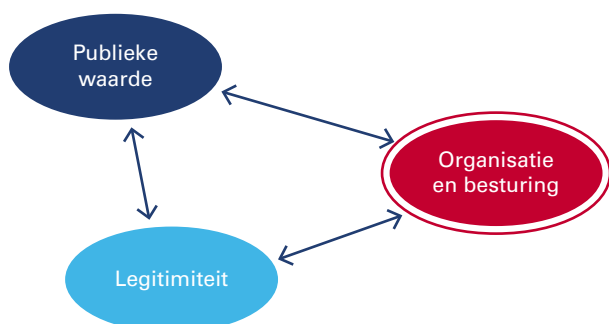 Publieke
waarde
Organisatie
en besturing
Legitimiteit